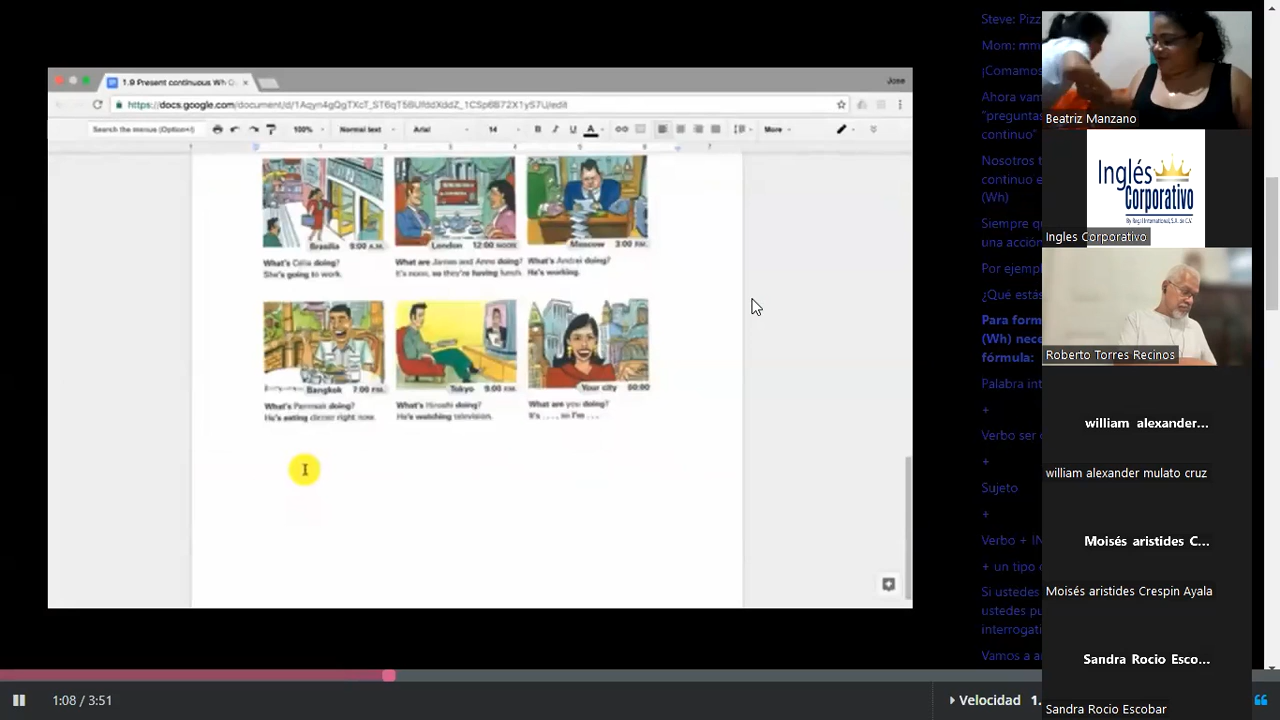 1.9 Present continuous Wh Q
Jose
https://docs.google.com/document/d/
Search the menus (Option+/)
100%
Normal text
Arial
14
B I U A
More
Brasilia 9:00 A.M.
London 12:00 NOON
Moscow 3:00 P.M.
What's Celia doing?
She's going to work.
What are James and Anne doing?
It's noon, so they're having lunch.
What's Andrei doing?
He's working.
Bangkok 7:00 P.M.
Tokyo 9:00 P.M.
Your city 00:00
What's doing?
He's eating dinner right now.
What's Hiroshi doing?
He's watching television.
What are you doing?
It's . . . , so I'm . . .
1:08 / 3:51
Velocidad 1.
Steve: Pizz
Mom: mm
¡Comamos
Ahora vam
"preguntas
continuo"
Nosotros t
continuo e
(Wh)
Siempre qu
una acción
Por ejempl
¿Qué estás
Para form
(Wh) nece
fórmula:
Palabra int
+
Verbo ser o
+
Sujeto
+
Verbo + IN
+ un tipo d
Si ustedes
ustedes pu
interrogati
Vamos a a
Beatriz Manzano
Inglés
Corporativo
Ingles Corporativo
Roberto Torres Recinos
william alexander...
william alexander mulato cruz
Moisés aristides C...
Moisés aristides Crespin Ayala
Sandra Rocio Esco...
Sandra Rocio Escobar